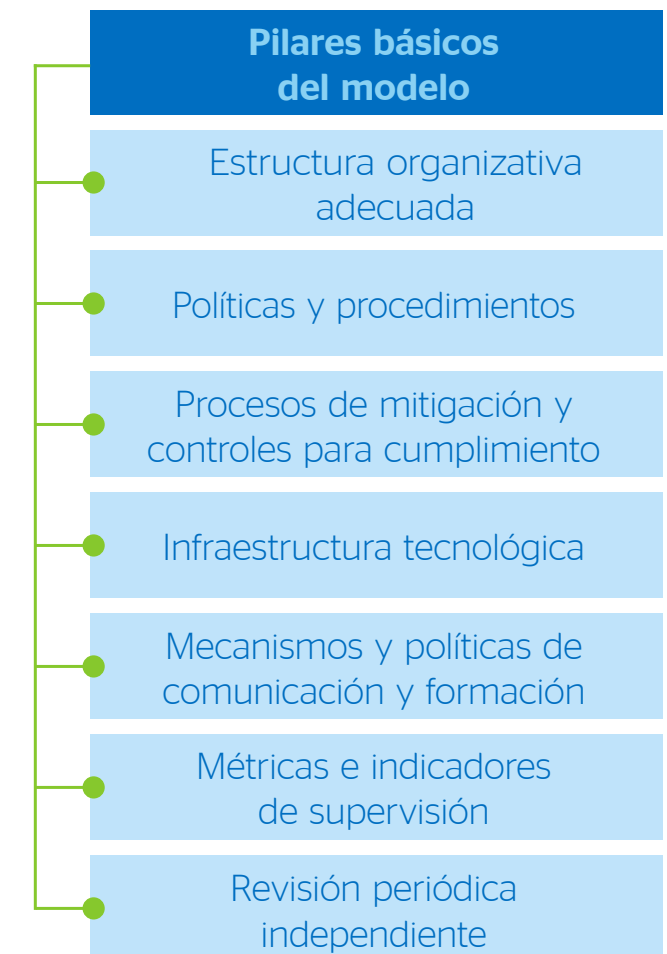 Pilares básicos
del modelo
Estructura organizativa
adecuada
Políticas y procedimientos
Procesos de mitigación y
controles para cumplimiento
Infraestructura tecnológica
Mecanismos y políticas de
comunicación y formación
Métricas e indicadores
de supervisión
Revisión periódica
independiente